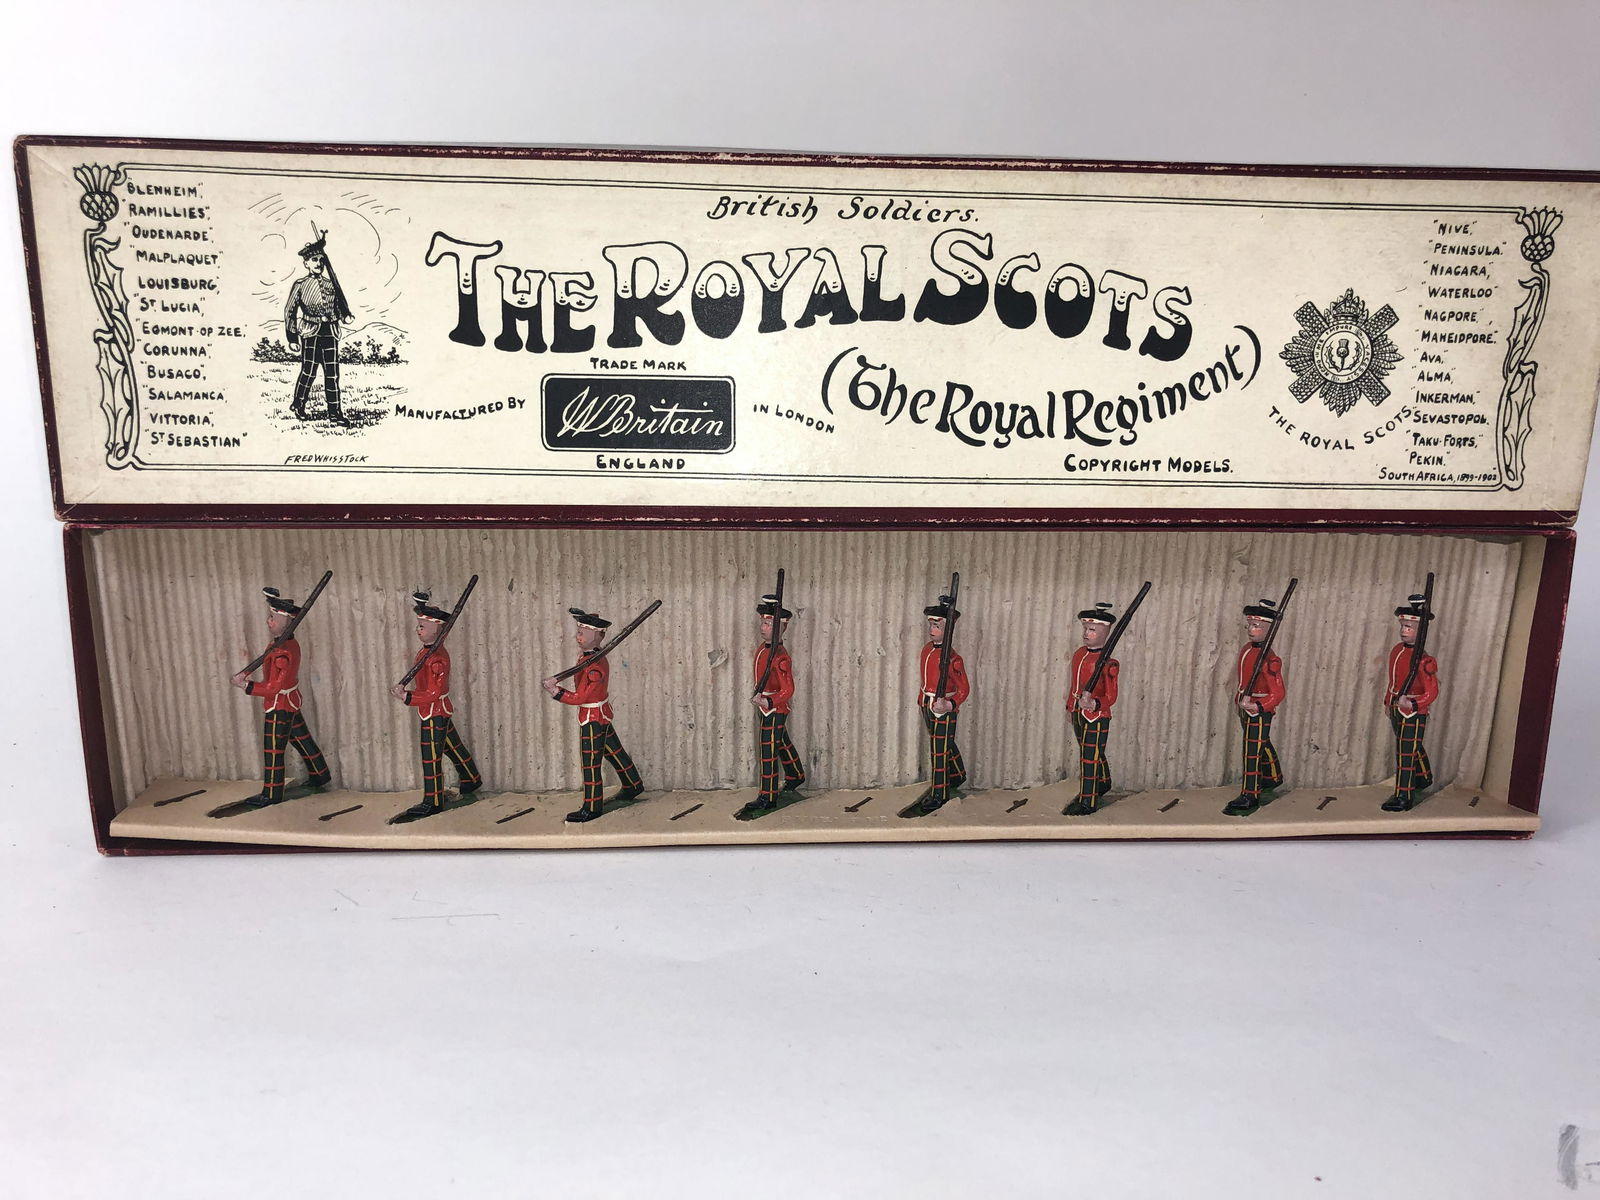 "BLENHEIM",
"RAMILLIES",
"OUDENARDE",
"MALPLAQUET"
LOUISBURG,
"ST. LUCIA",
"EGMONT-OP ZEE,
"CORUNNA",
"BUSACO",
"SALAMANCA,
"VITTORIA",
"ST SEBASTIAN"
FRED WHISSTOCK
British Soldiers.
THE ROYAL SCOTS
(The Royal Regiment)
TRADE MARK
MANUFACTURED BY
W Britain
IN LONDON
ENGLAND
COPYRIGHT MODELS.
THE ROYAL SCOTS.
"NIVE,"
"PENINSULA."
"NIAGARA,"
"WATERLOO"
"NAGPORE,"
"MAHEIDPORE."
"AVA,"
"ALMA,"
"INKERMAN,"
"SEVASTOPOL.
"TAKU-FORTS,"
"PEKIN."
"SOUTH AFRICA, 1899-1902"